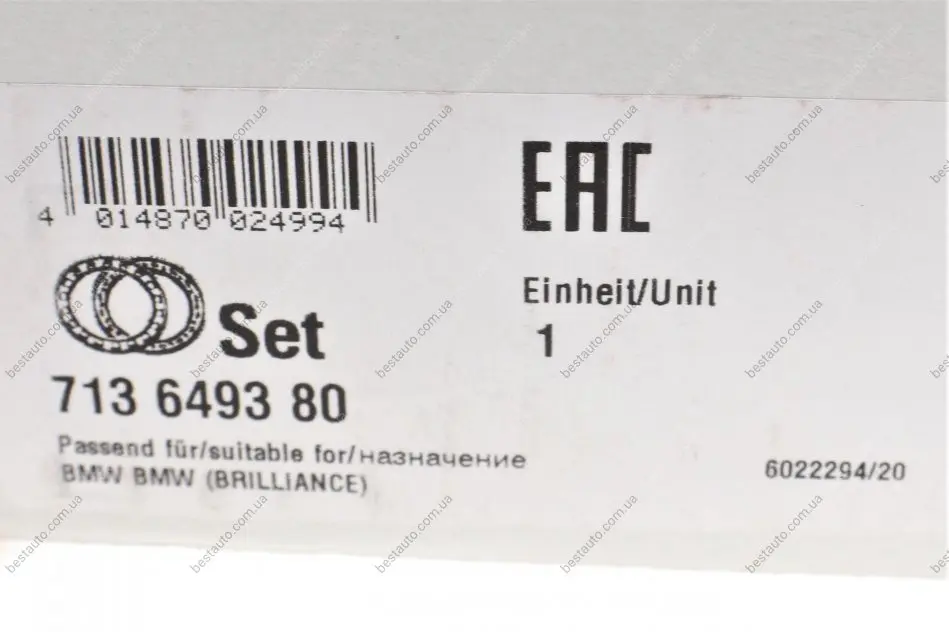 4 014870 024994
EAC
Set
713 6493 80
Einheit/Unit
1
Passend für/suitable for/назначение
BMW BMW (BRILLIANCE)
6022294/20
bestauto.com.ua